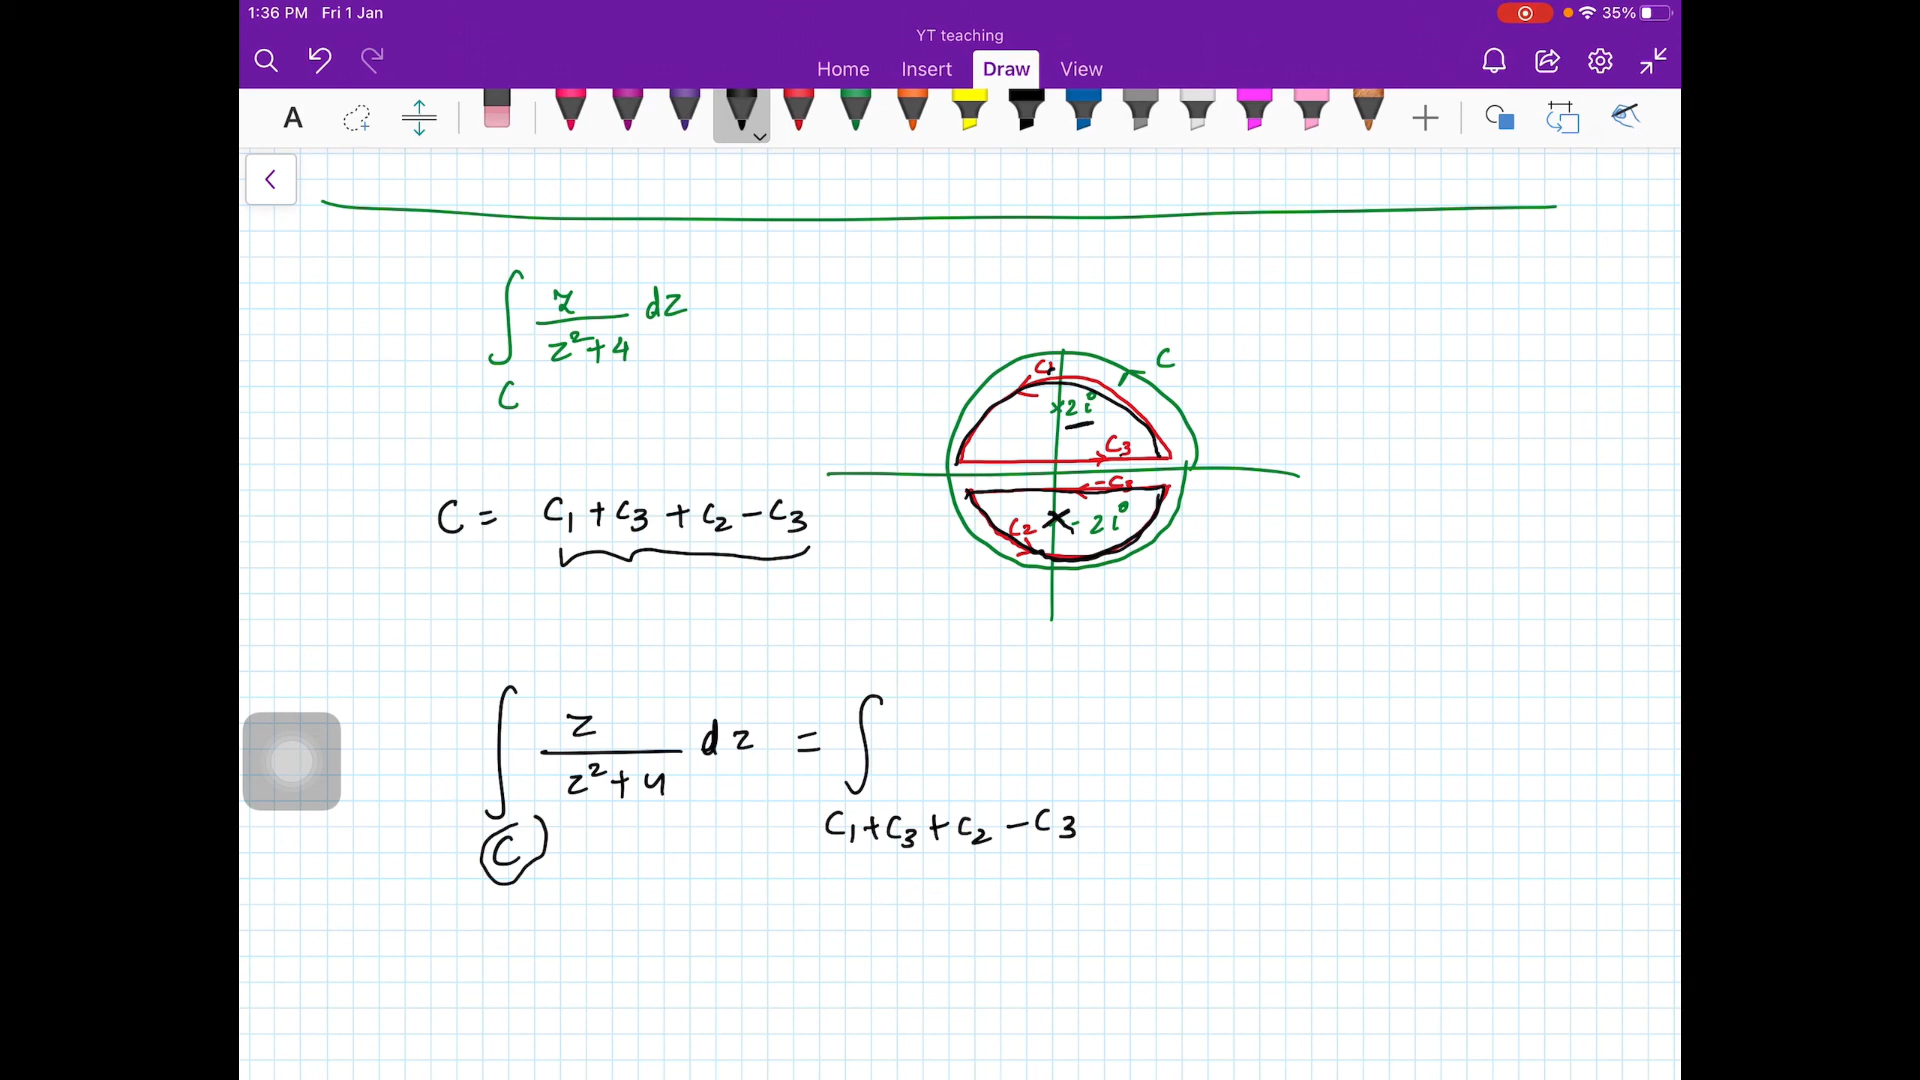 1:36 PM Fri 1 Jan
35%
YT teaching
Home Insert Draw View
A
∫ z / z²+4 dz
C
C
C1
×2i
C3
-C3
C2
×-2i
C = C₁ + C₃ + C₂ - C₃
∫ z / z²+4 dz = ∫
C
C₁+C₃+C₂-C₃